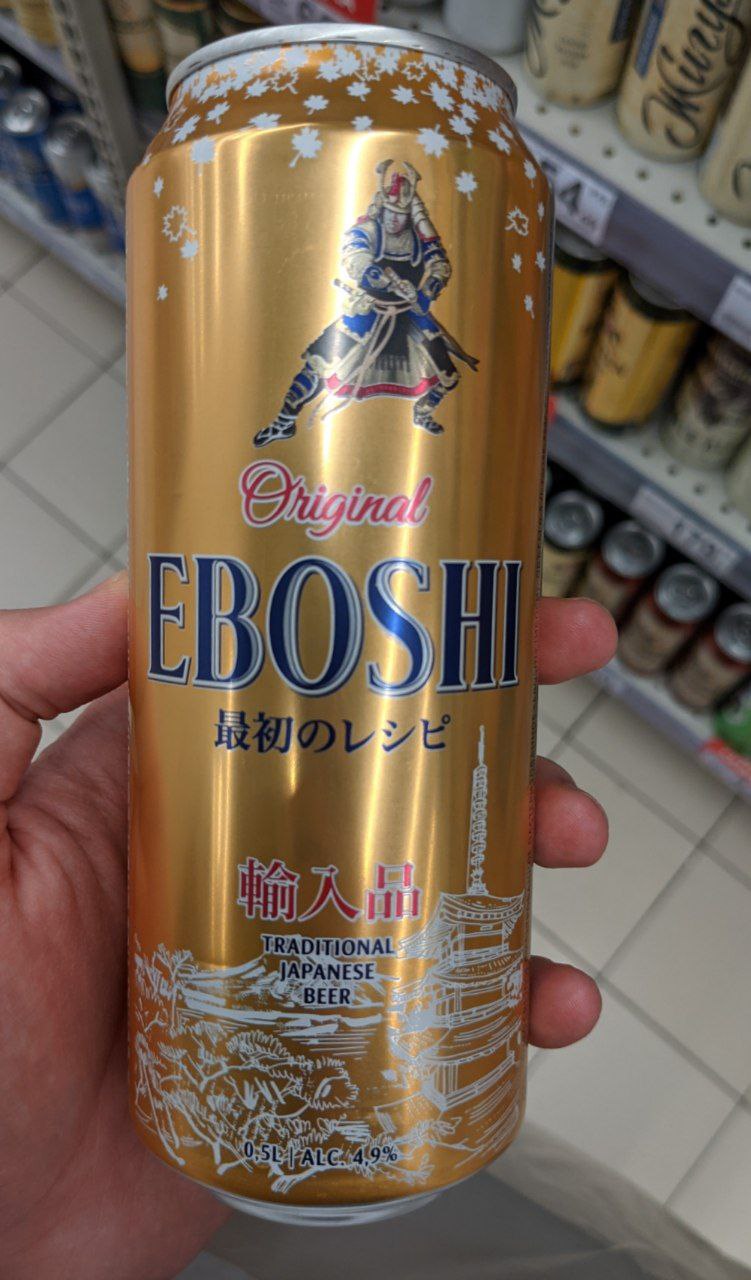 Original
EBOSHI
最初のレシピ
輸入品
TRADITIONAL
JAPANESE
BEER
0,5L | ALC. 4,9%